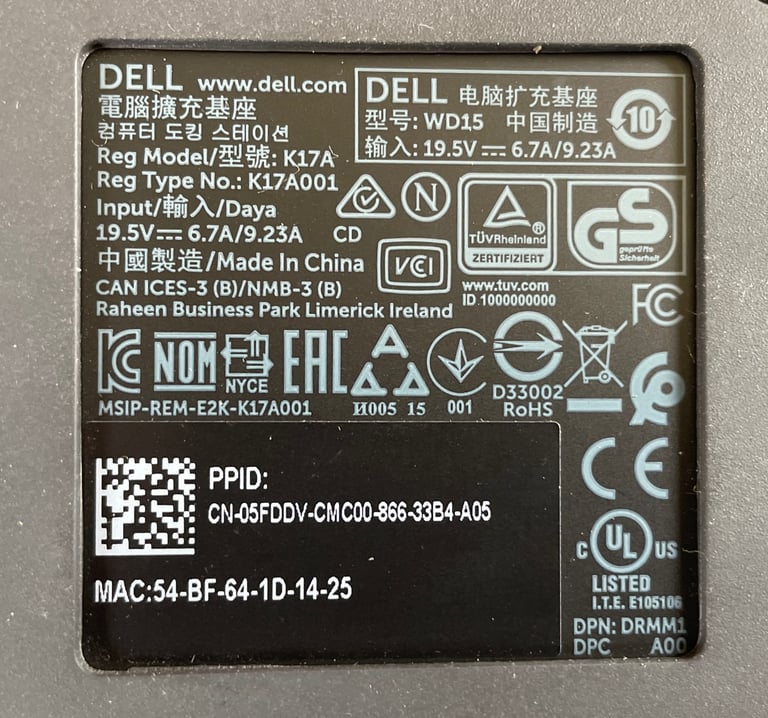 DELL www.dell.com
電腦擴充基座
컴퓨터 도킹 스테이션
Reg Model/型號: K17A
Reg Type No.: K17A001
Input/輸入/Daya
19.5V⎓ 6.7A/9.23A CD
中國製造/Made In China
CAN ICES-3 (B)/NMB-3 (B)
Raheen Business Park Limerick Ireland
DELL 电脑扩充基座
型号: WD15 中国制造
输入: 19.5V⎓ 6.7A/9.23A
10
N
VCI
TÜVRheinland
ZERTIFIZIERT
GS
geprüfte
Sicherheit
www.tuv.com
ID 1000000000
FC
KC
NOM
NYCE
EAC
MSIP-REM-E2K-K17A001
И005 15
001
D33002
RoHS
CE
PPID:
CN-05FDDV-CMC00-866-33B4-A05
MAC:54-BF-64-1D-14-25
C UL US
LISTED
I.T.E. E105106
DPN: DRMM1
DPC A00